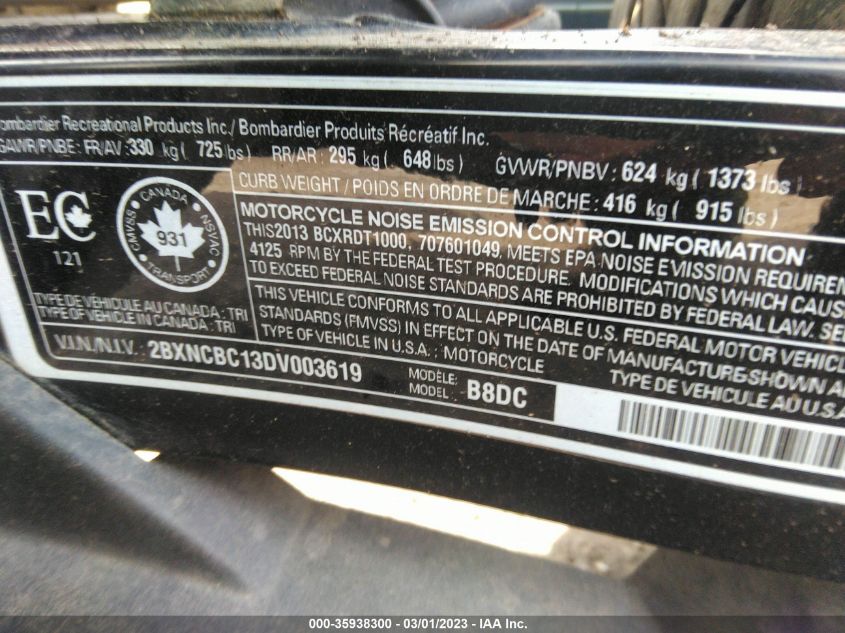 Bombardier Recreational Products Inc./ Bombardier Produits Récréatif Inc.
GAWR/PNBE: FR/AV: 330 kg ( 725 lbs) RR/AR: 295 kg ( 648 lbs) GVWR/PNBV: 624 kg ( 1373 lbs)
CURB WEIGHT / POIDS EN ORDRE DE MARCHE: 416 kg ( 915 lbs)
EC
121
CANADA
CMVSS
NSVAC
931
TRANSPORT
MOTORCYCLE NOISE EMISSION CONTROL INFORMATION
THIS 2013 BCXRDT1000, 707601049, MEETS EPA NOISE EMISSION
4125 RPM BY THE FEDERAL TEST PROCEDURE. MODIFICATIONS WHICH
TO EXCEED FEDERAL NOISE STANDARDS ARE PROHIBITED BY FEDERAL LAW.
THIS VEHICLE CONFORMS TO ALL APPLICABLE U.S. FEDERAL MOTOR
STANDARDS (FMVSS) IN EFFECT ON THE DATE OF MANUFACTURE SHOWN
TYPE OF VEHICLE IN U.S.A.: MOTORCYCLE TYPE DE VEHICULE AU U.S.A
TYPE DE VÉHICULE AU CANADA: TRI
TYPE OF VEHICLE IN CANADA: TRI
V.I.N./N.I.V. 2BXNCBC13DV003619
MODÈLE:
MODEL: B8DC
000-35938300 - 03/01/2023 - IAA Inc.